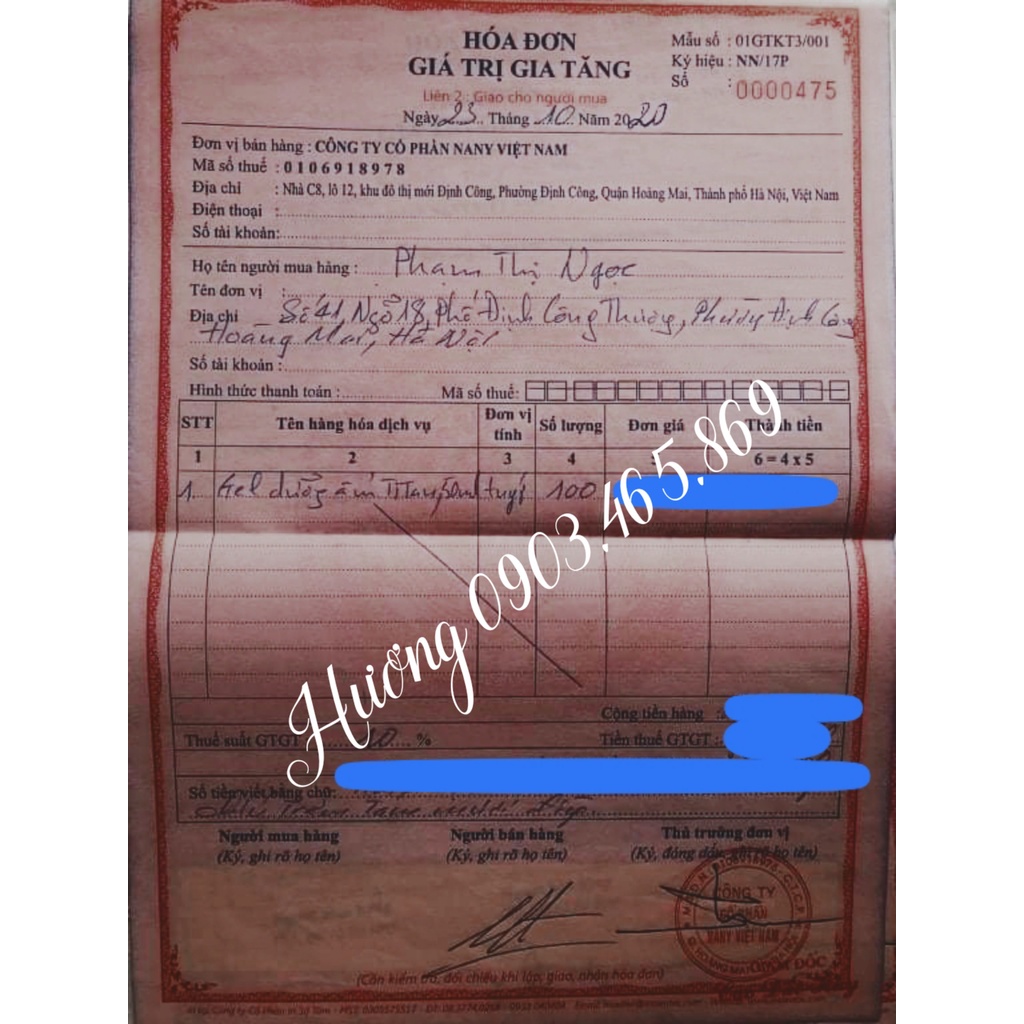 HÓA ĐƠN
GIÁ TRỊ GIA TĂNG
Liên 2 : Giao cho người mua
Ngày 23 Tháng 10 Năm 2020
Mẫu số : 01GTKT3/001
Ký hiệu : NN/17P
Số : 0000475
Đơn vị bán hàng : CÔNG TY CỔ PHẦN NANY VIỆT NAM
Mã số thuế : 0106918978
Địa chỉ : Nhà C8, lô 12, khu đô thị mới Định Công, Phường Định Công, Quận Hoàng Mai, Thành phố Hà Nội, Việt Nam
Điện thoại :
Số tài khoản:
Họ tên người mua hàng : Phạm Thị Ngọc
Tên đơn vị :
Địa chỉ Số 41, Ngõ 18, Phố Định Công Thượng, Phường Định Công
Hoàng Mai, Hà Nội
Số tài khoản :
Hình thức thanh toán : Mã số thuế:
STT Tên hàng hóa dịch vụ Đơn vị tính Số lượng Đơn giá Thành tiền
1 2 3 4 6 = 4 x 5
1. Gel dưỡng ẩm tuýp 100
Hương 0903.465.869
Cộng tiền hàng :
Thuế suất GTGT 10 % Tiền thuế GTGT :
Số tiền viết bằng chữ:
Người mua hàng Người bán hàng Thủ trưởng đơn vị
(Ký, ghi rõ họ tên) (Ký, ghi rõ họ tên) (Ký, đóng dấu, ghi rõ họ tên)
CÔNG TY
CỔ PHẦN
NANY VIỆT NAM
(Cần kiểm tra, đối chiếu khi lập, giao, nhận hóa đơn)